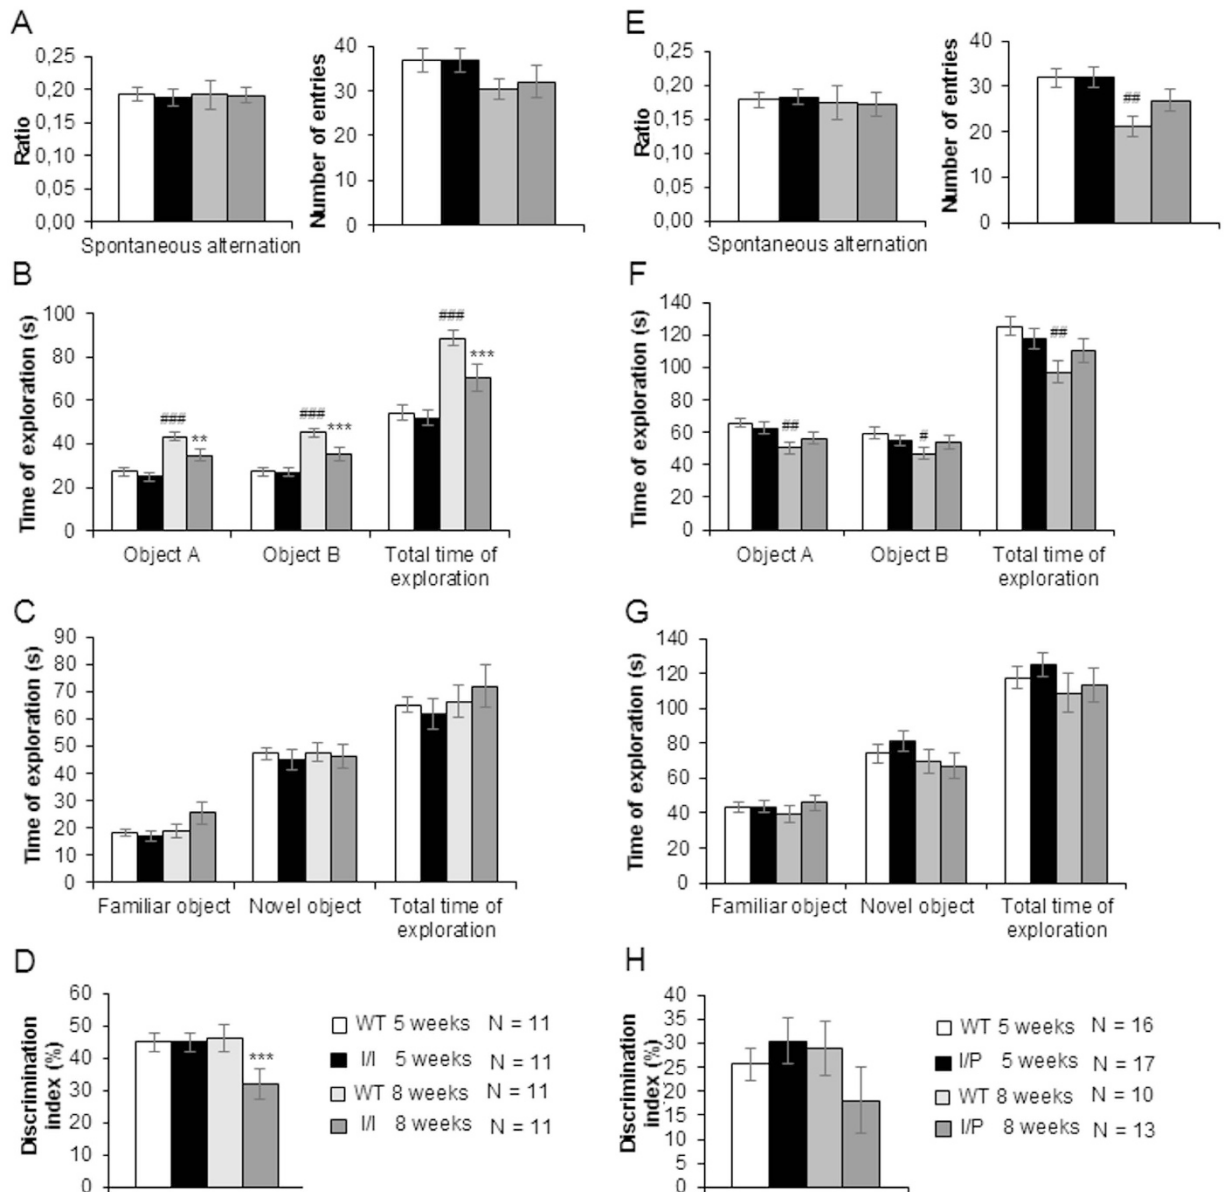 A
0,25
0,20
0,15
0,10
0,05
0,00
Ratio
Spontaneous alternation
40
30
20
10
0
Number of entries
E
0,25
0,20
0,15
0,10
0,05
0,00
Ratio
Spontaneous alternation
40
30
20
10
0
Number of entries
##
B
100
80
60
40
20
0
Time of exploration (s)
###
**
###
***
###
***
Object A
Object B
Total time of
exploration
F
140
120
100
80
60
40
20
0
Time of exploration (s)
##
#
##
Object A
Object B
Total time of
exploration
C
90
80
70
60
50
40
30
20
10
0
Time of exploration (s)
Familiar object
Novel object
Total time of
exploration
G
140
120
100
80
60
40
20
0
Time of exploration (s)
Familiar object
Novel object
Total time of
exploration
D
60
50
40
30
20
10
0
Discrimination
index (%)
***
WT 5 weeks N = 11
I/I 5 weeks N = 11
WT 8 weeks N = 11
I/I 8 weeks N = 11
H
40
35
30
25
20
15
10
5
0
Discrimination
index (%)
WT 5 weeks N = 16
I/P 5 weeks N = 17
WT 8 weeks N = 10
I/P 8 weeks N = 13